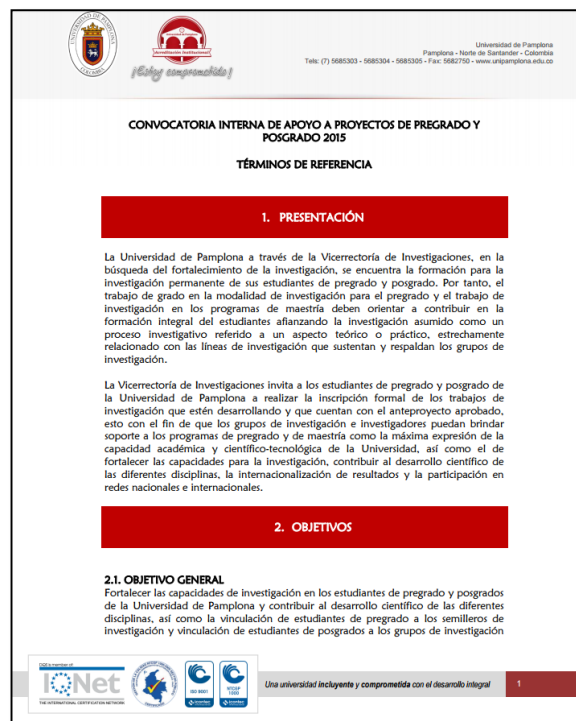 UNIVERSIDAD DE PAMPLONA
COLOMBIA
Acreditación Institucional
¡Estoy comprometido!
Universidad de Pamplona
Pamplona - Norte de Santander - Colombia
Tels: (7) 5685303 - 5685304 - 5685305 - Fax: 5682750 - www.unipamplona.edu.co
CONVOCATORIA INTERNA DE APOYO A PROYECTOS DE PREGRADO Y
POSGRADO 2015
TÉRMINOS DE REFERENCIA
1. PRESENTACIÓN
La Universidad de Pamplona a través de la Vicerrectoría de Investigaciones, en la
búsqueda del fortalecimiento de la investigación, se encuentra la formación para la
investigación permanente de sus estudiantes de pregrado y posgrado. Por tanto, el
trabajo de grado en la modalidad de investigación para el pregrado y el trabajo de
investigación en los programas de maestría deben orientar a contribuir en la
formación integral del estudiantes afianzando la investigación asumido como un
proceso investigativo referido a un aspecto teórico o práctico, estrechamente
relacionado con las líneas de investigación que sustentan y respaldan los grupos de
investigación.
La Vicerrectoría de Investigaciones invita a los estudiantes de pregrado y posgrado de
la Universidad de Pamplona a realizar la inscripción formal de los trabajos de
investigación que estén desarrollando y que cuentan con el anteproyecto aprobado,
esto con el fin de que los grupos de investigación e investigadores puedan brindar
soporte a los programas de pregrado y de maestría como la máxima expresión de la
capacidad académica y científico-tecnológica de la Universidad, así como el de
fortalecer las capacidades para la investigación, contribuir al desarrollo científico de
las diferentes disciplinas, la internacionalización de resultados y la participación en
redes nacionales e internacionales.
2. OBJETIVOS
2.1. OBJETIVO GENERAL
Fortalecer las capacidades de investigación en los estudiantes de pregrado y posgrados
de la Universidad de Pamplona y contribuir al desarrollo científico de las diferentes
disciplinas, así como la vinculación de estudiantes de pregrado a los semilleros de
investigación y vinculación de estudiantes de posgrados a los grupos de investigación
IQNet
THE INTERNATIONAL CERTIFICATION NETWORK
ISO 9001
NTCGP
1000
Una universidad incluyente y comprometida con el desarrollo integral
1